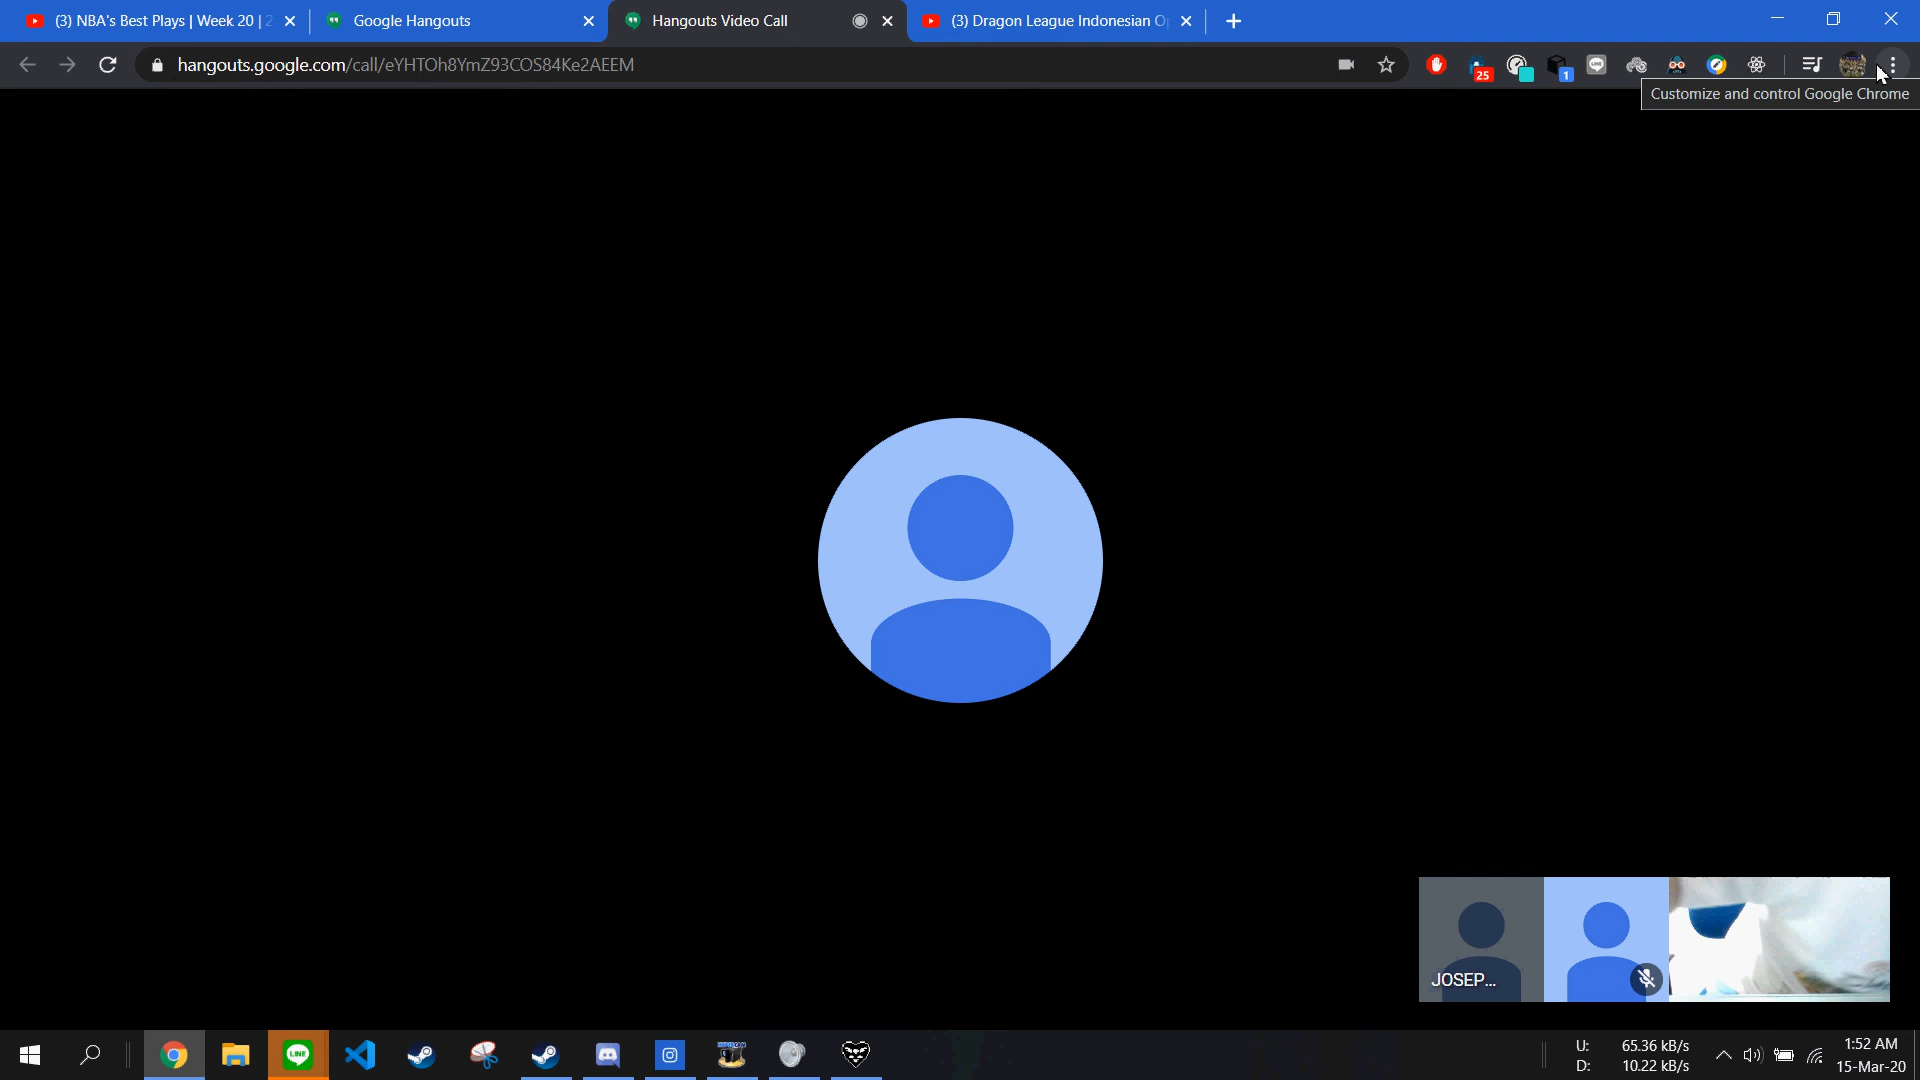 (3) NBA's Best Plays | Week 20 | 2
Google Hangouts
Hangouts Video Call
(3) Dragon League Indonesian O
hangouts.google.com/call/eYHTOh8YmZ93COS84Ke2AEEM
25
1
Customize and control Google Chrome
JOSEP...
LINE
U: 65.36 kB/s
D: 10.22 kB/s
1:52 AM
15-Mar-20